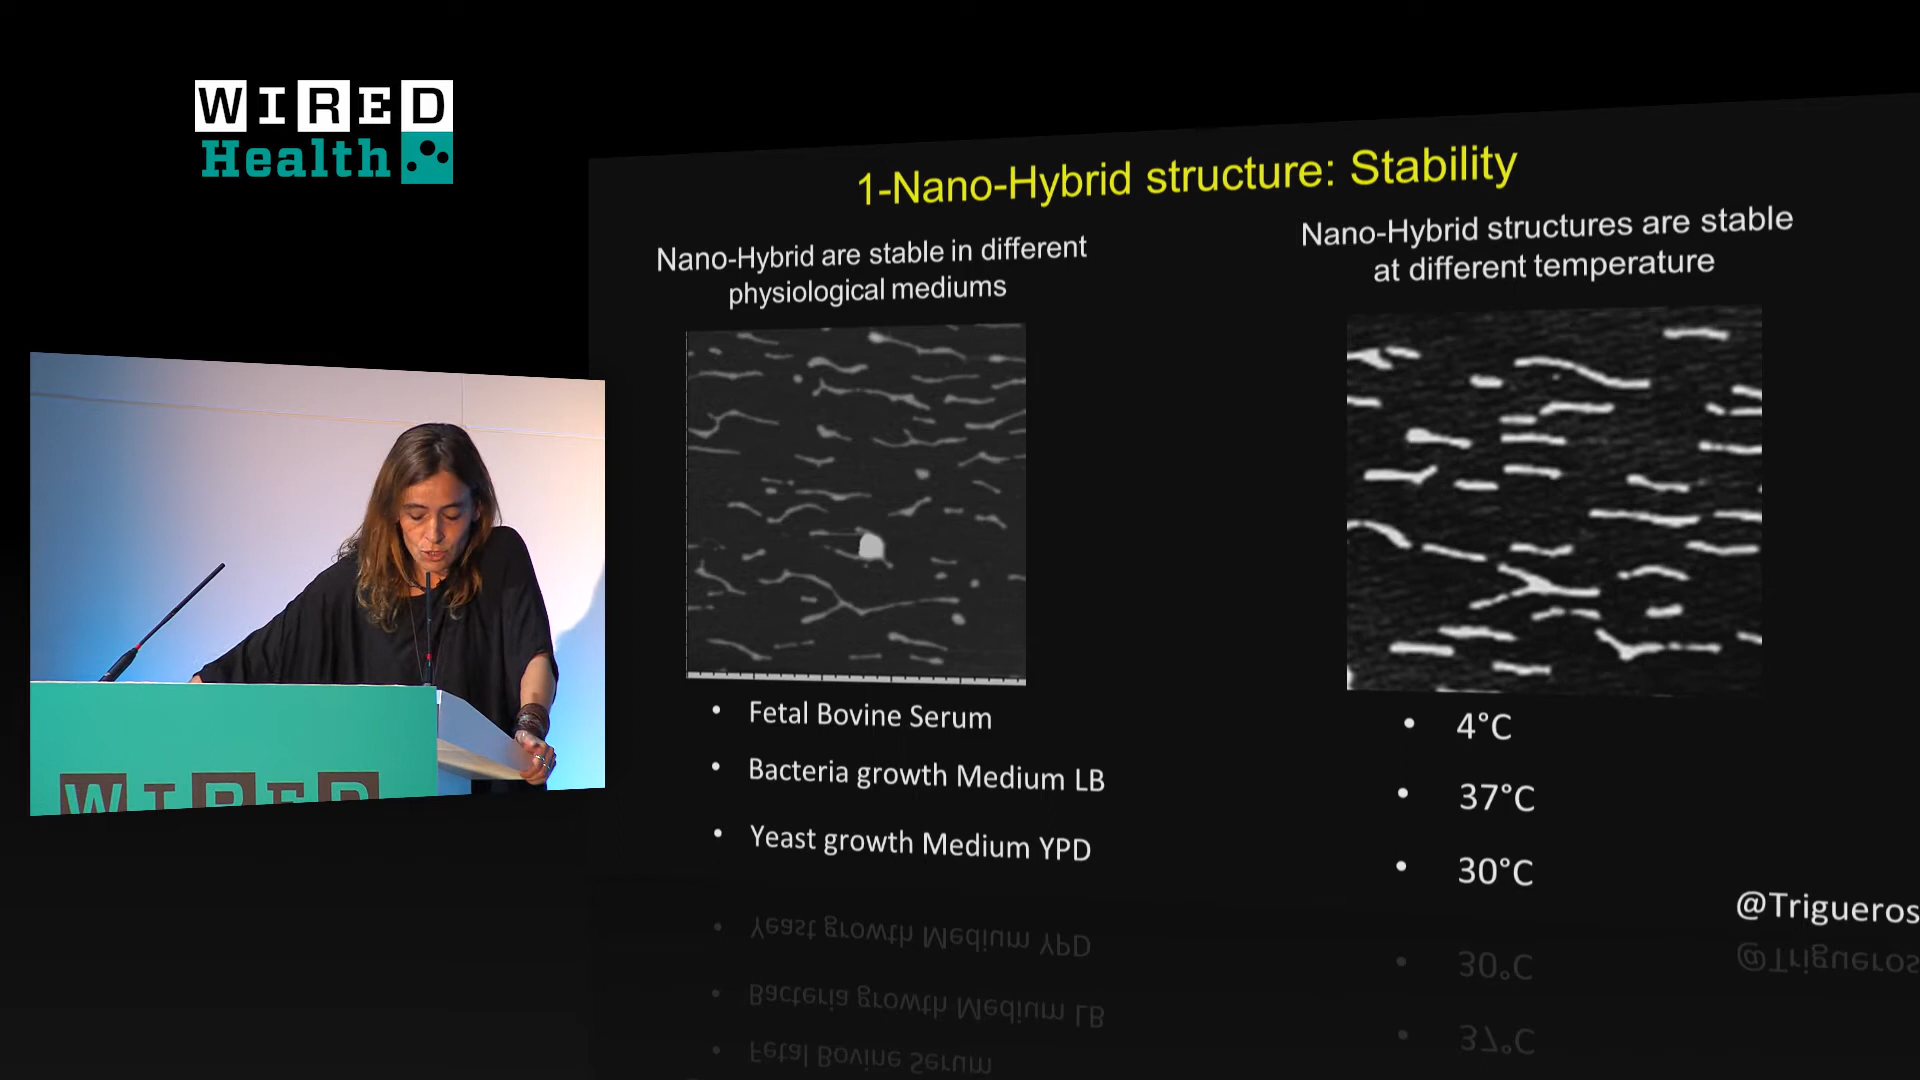 WIRED
Health
1-Nano-Hybrid structure: Stability
Nano-Hybrid are stable in different
physiological mediums
Nano-Hybrid structures are stable
at different temperature
• Fetal Bovine Serum
• Bacteria growth Medium LB
• Yeast growth Medium YPD
• 4°C
• 37°C
• 30°C
@Trigueros
WIRED